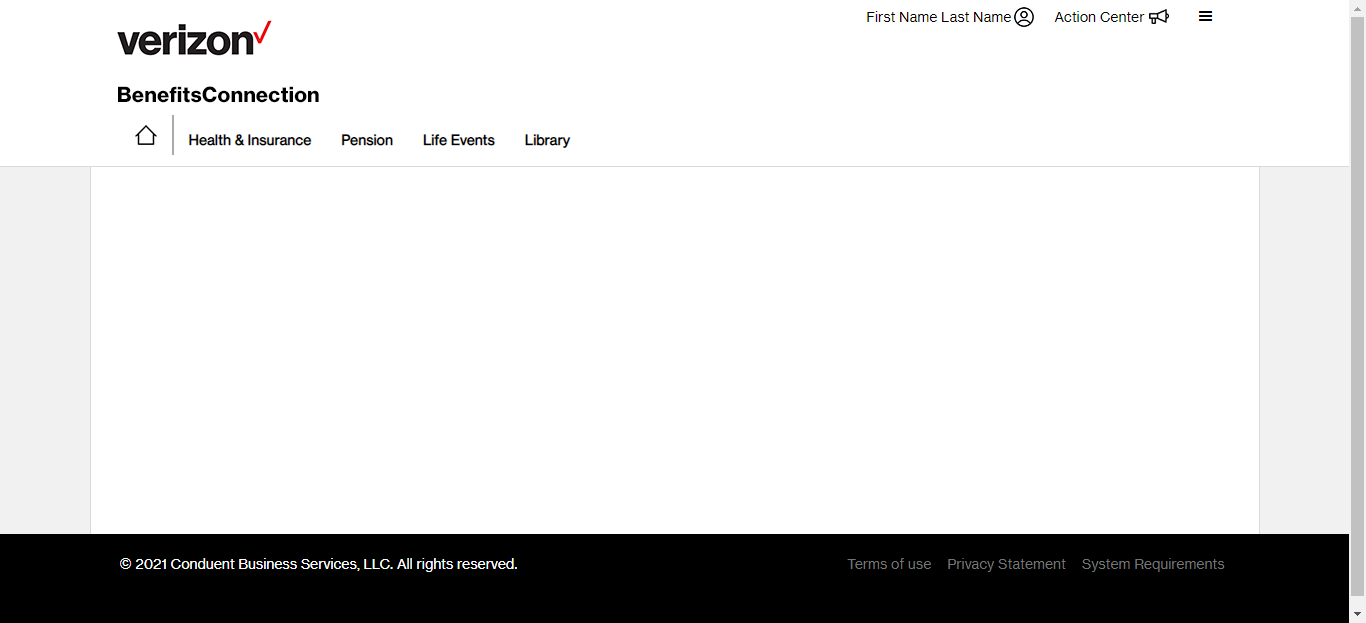 First Name Last Name Action Center
verizon
BenefitsConnection
Health & Insurance Pension Life Events Library
© 2021 Conduent Business Services, LLC. All rights reserved. Terms of use Privacy Statement System Requirements